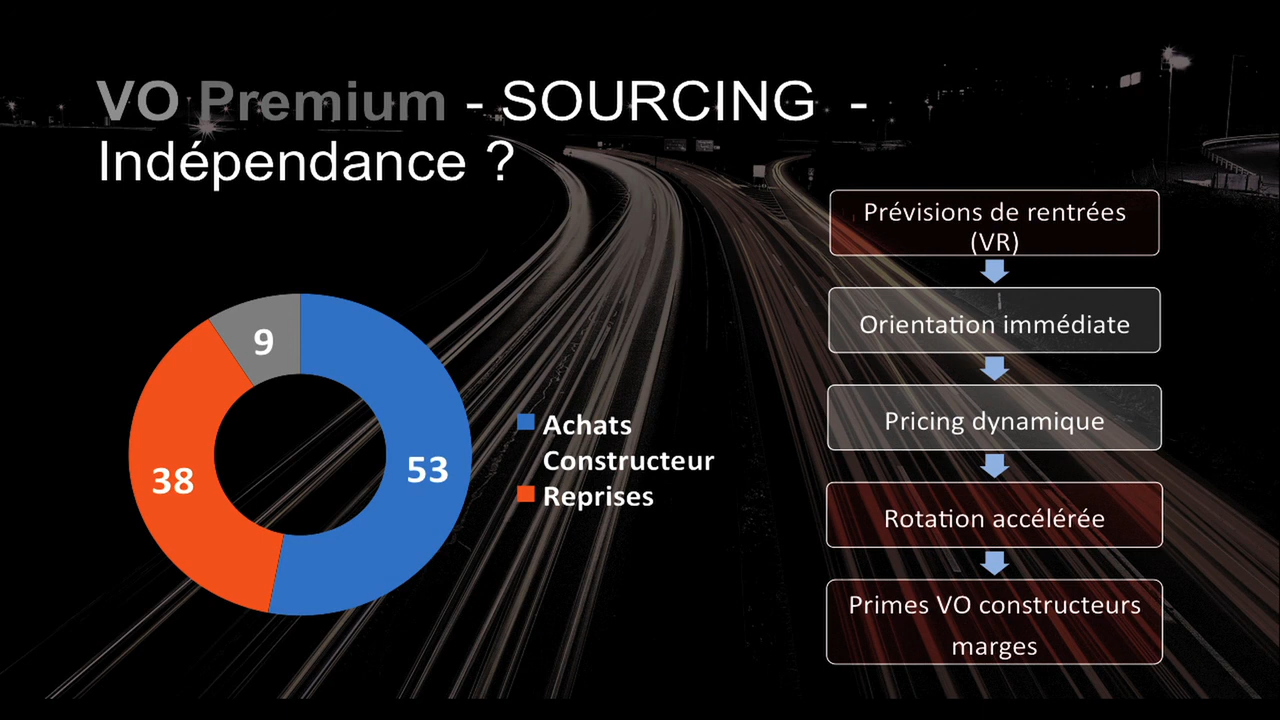 VO Premium - SOURCING -
Indépendance ?
9
38
53
Achats
Constructeur
Reprises
Prévisions de rentrées
(VR)
Orientation immédiate
Pricing dynamique
Rotation accélérée
Primes VO constructeurs
marges